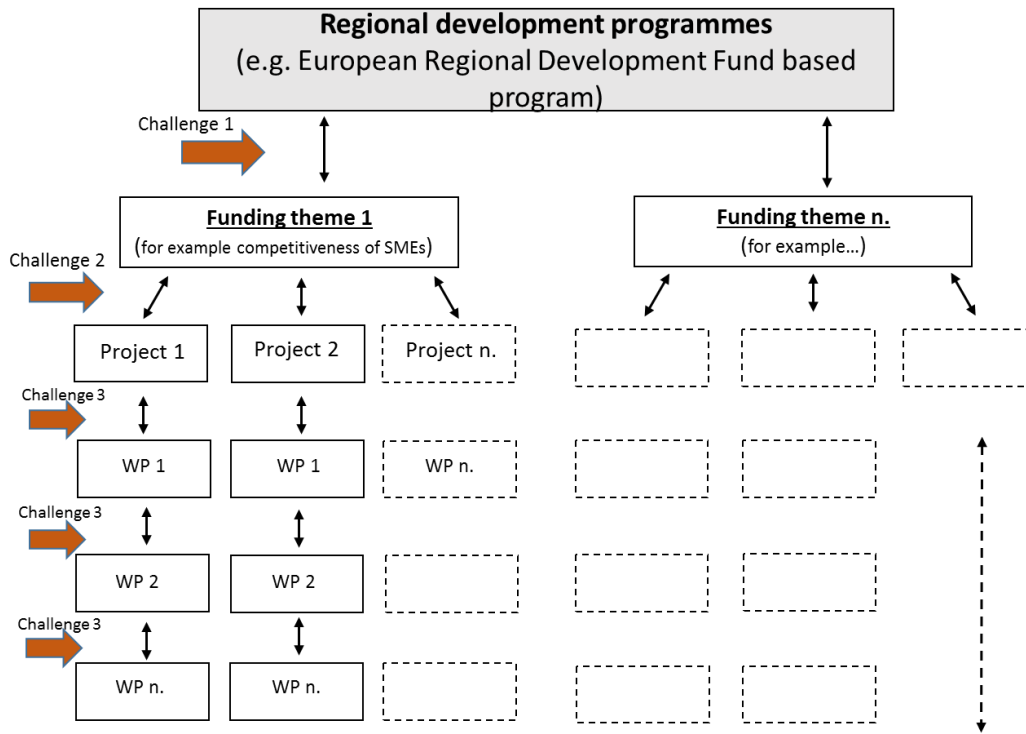 Regional development programmes
(e.g. European Regional Development Fund based
program)
Challenge 1
Funding theme 1
(for example competitiveness of SMEs)
Funding theme n.
(for example...)
Challenge 2
Project 1
Project 2
Project n.
Challenge 3
WP 1
WP 1
WP n.
Challenge 3
WP 2
WP 2
Challenge 3
WP n.
WP n.